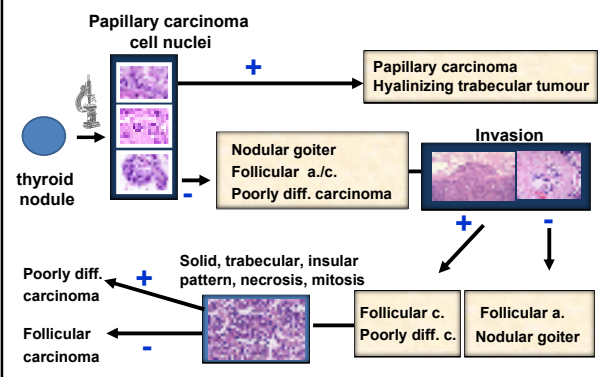 Papillary carcinoma
cell nuclei
+
Papillary carcinoma
Hyalinizing trabecular tumour
thyroid
nodule
-
Nodular goiter
Follicular a./c.
Poorly diff. carcinoma
Invasion
+
-
Follicular c.
Poorly diff. c.
Follicular a.
Nodular goiter
Solid, trabecular, insular
pattern, necrosis, mitosis
+
Poorly diff.
carcinoma
-
Follicular
carcinoma